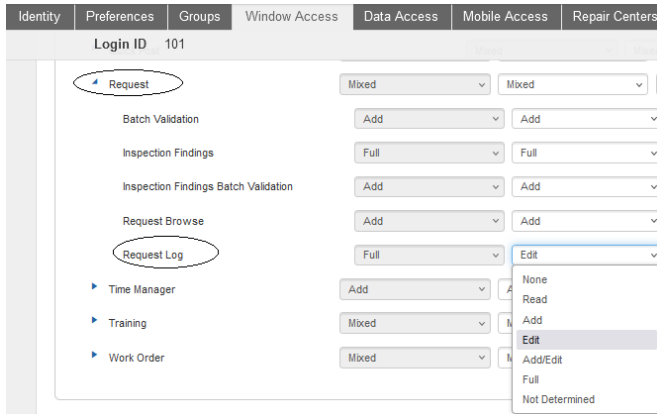 Identity Preferences Groups Window Access Data Access Mobile Access Repair Centers
Login ID 101
Request Mixed Mixed
Batch Validation Add Add
Inspection Findings Full Full
Inspection Findings Batch Validation Add Add
Request Browse Add Add
Request Log Full Edit
None
Time Manager Add
Read
Add
Training Mixed
Edit
Work Order Mixed
Add/Edit
Full
Not Determined